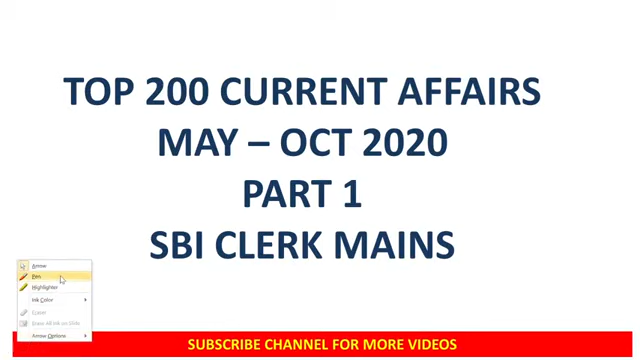 TOP 200 CURRENT AFFAIRS
MAY – OCT 2020
PART 1
SBI CLERK MAINS
Arrow
Pen
Highlighter
Ink Color
Eraser
Erase All Ink on Slide
Arrow Options
SUBSCRIBE CHANNEL FOR MORE VIDEOS